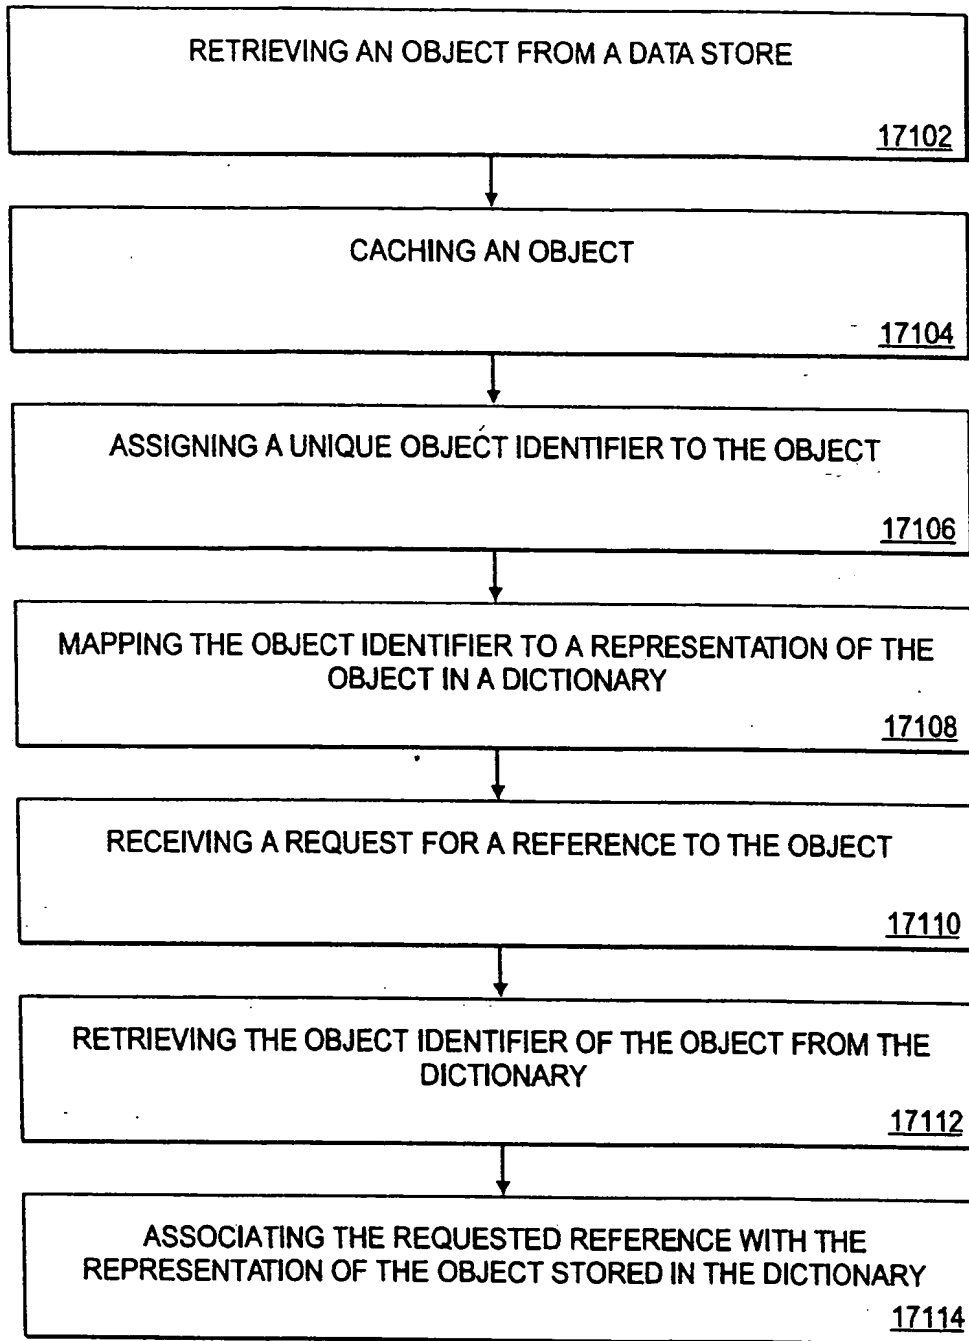 RETRIEVING AN OBJECT FROM A DATA STORE
17102
CACHING AN OBJECT
17104
ASSIGNING A UNIQUE OBJECT IDENTIFIER TO THE OBJECT
17106
MAPPING THE OBJECT IDENTIFIER TO A REPRESENTATION OF THE
OBJECT IN A DICTIONARY
17108
RECEIVING A REQUEST FOR A REFERENCE TO THE OBJECT
17110
RETRIEVING THE OBJECT IDENTIFIER OF THE OBJECT FROM THE
DICTIONARY
17112
ASSOCIATING THE REQUESTED REFERENCE WITH THE
REPRESENTATION OF THE OBJECT STORED IN THE DICTIONARY
17114